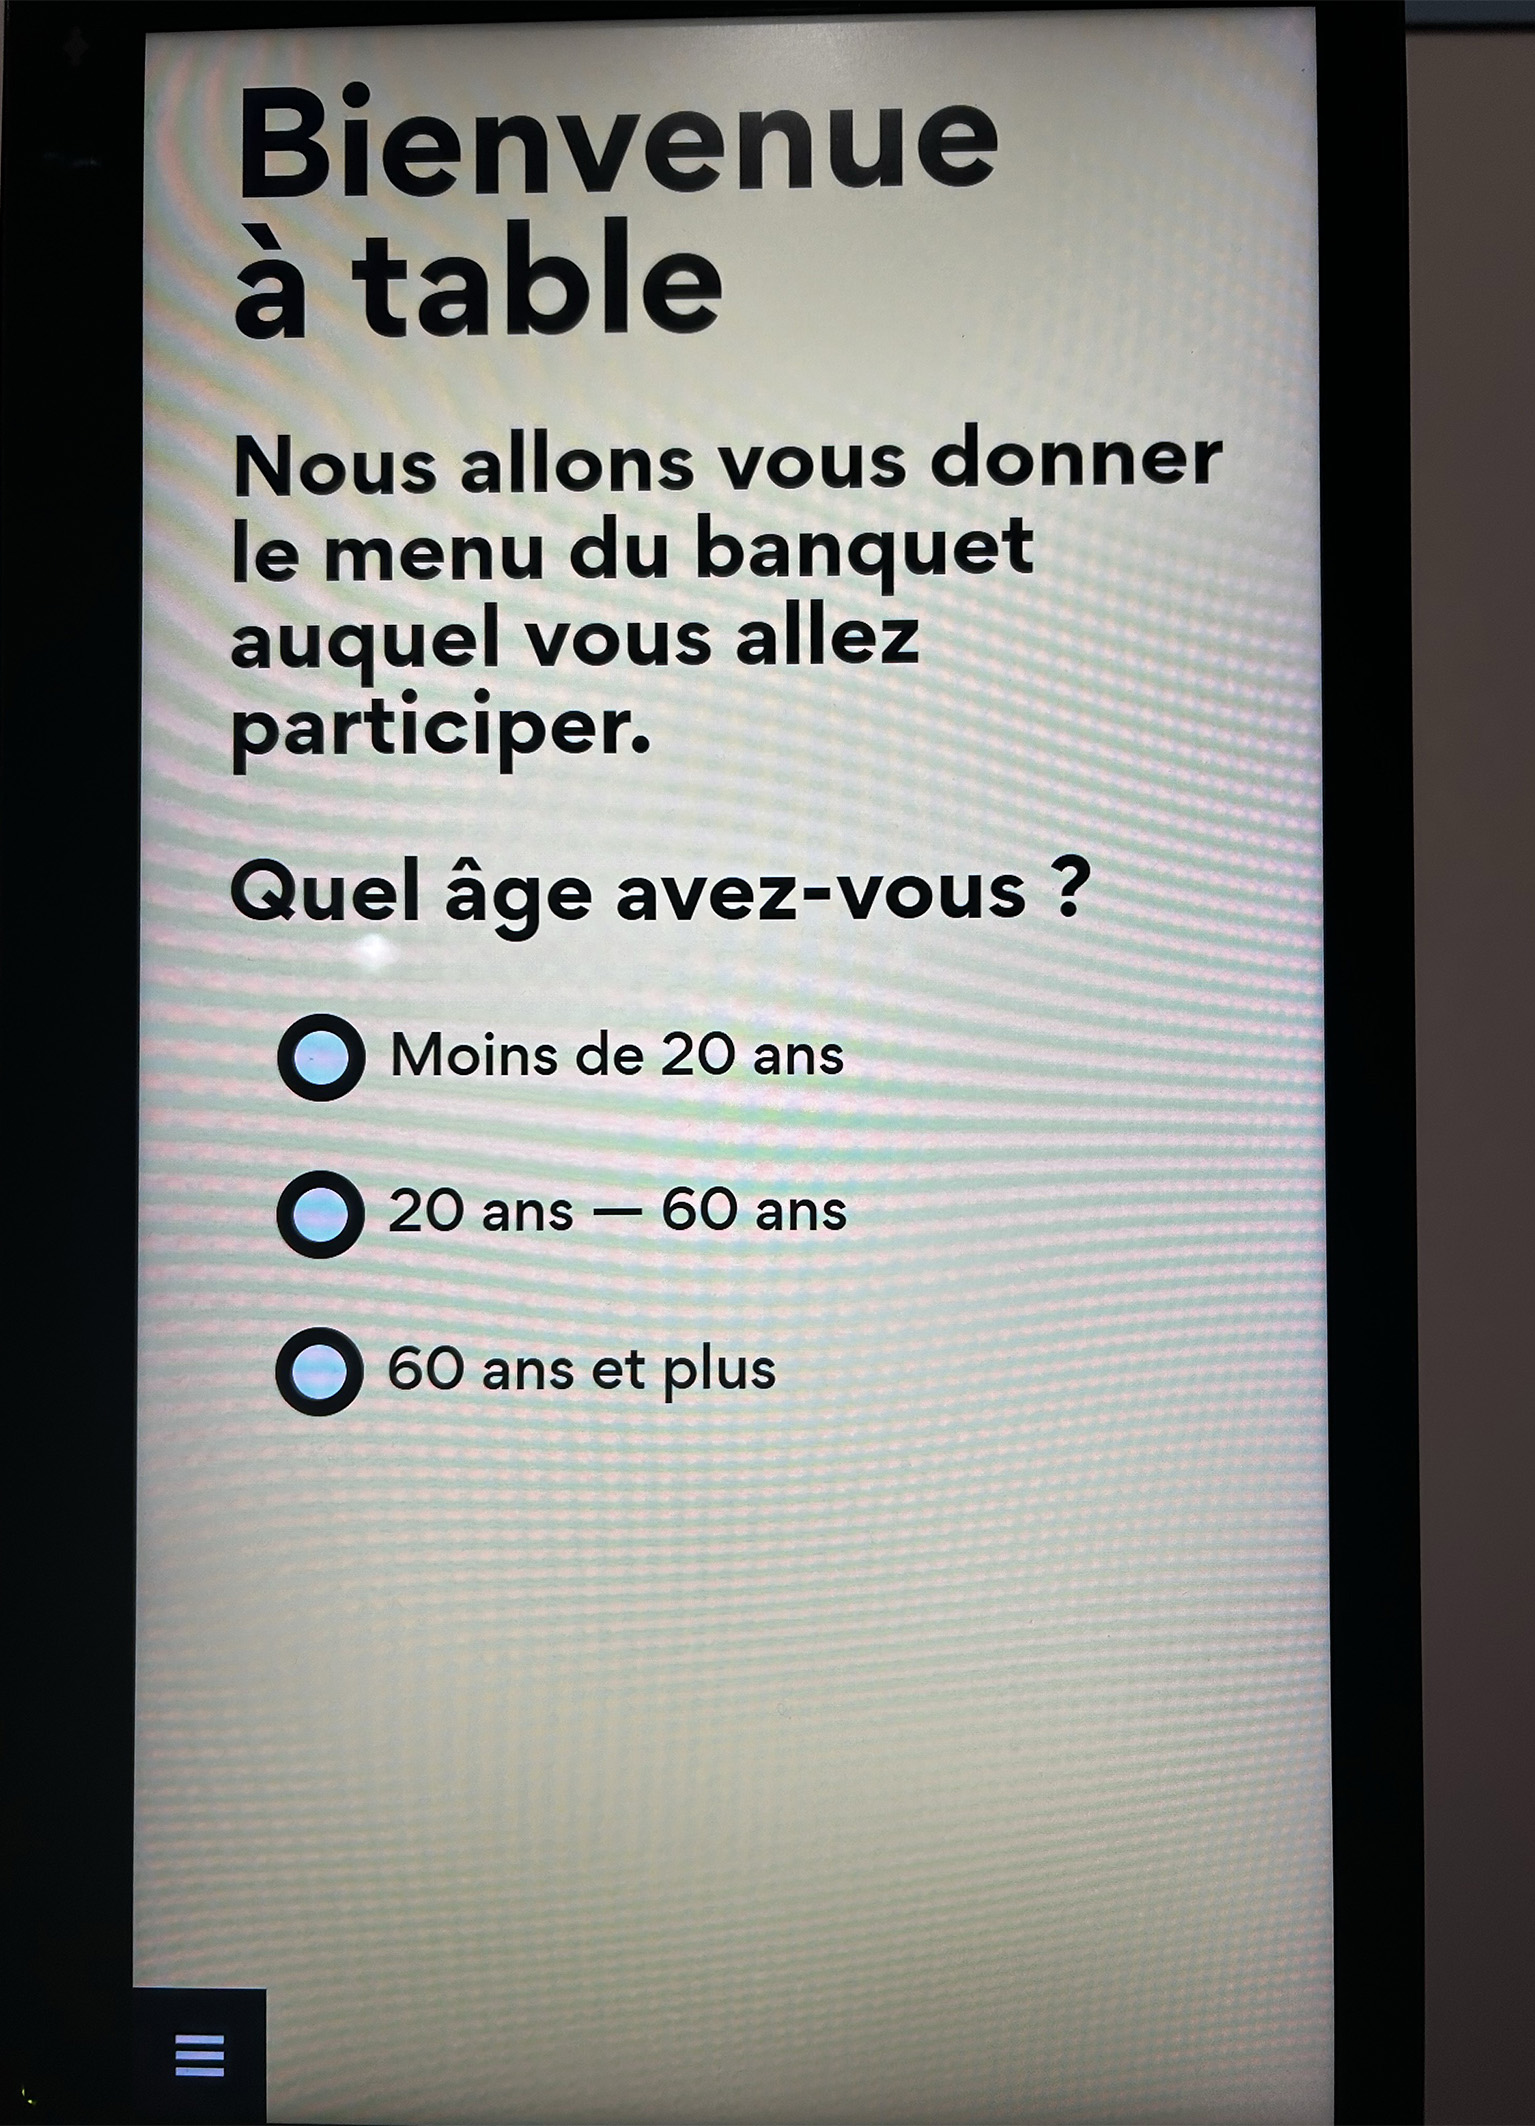 Bienvenue
à table
Nous allons vous donner
le menu du banquet
auquel vous allez
participer.
Quel âge avez-vous ?
Moins de 20 ans
20 ans — 60 ans
60 ans et plus